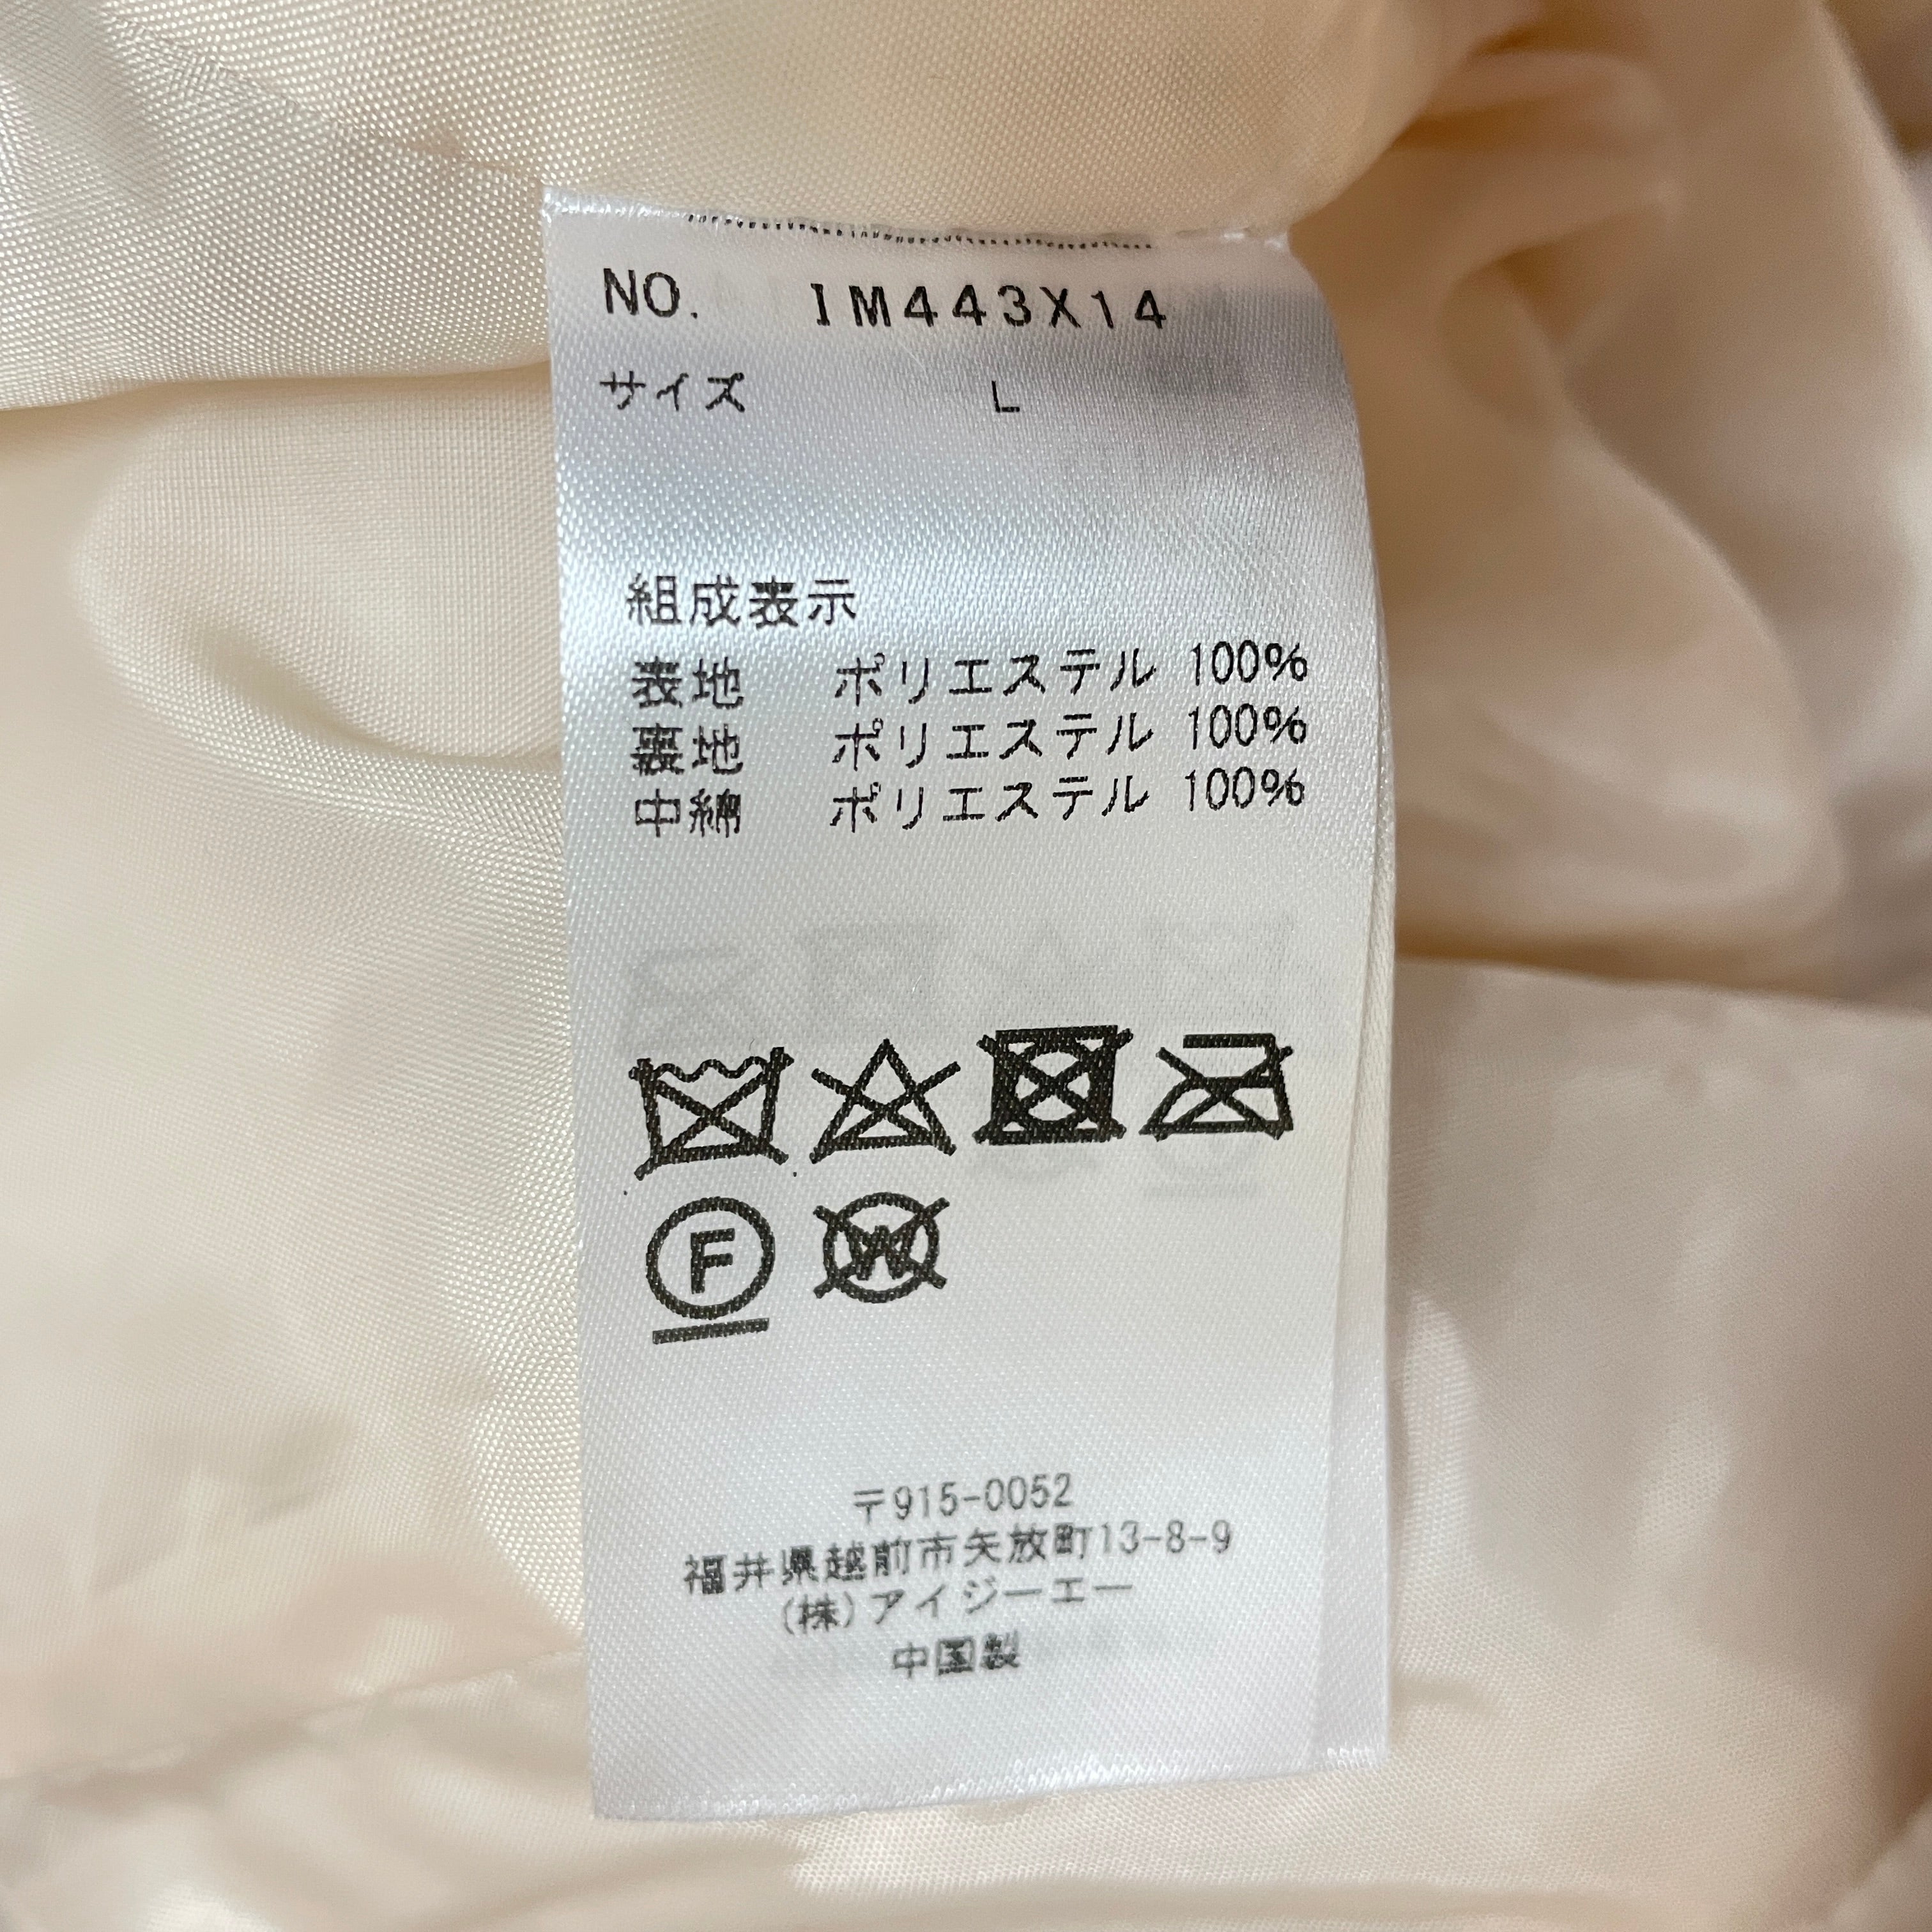 NO. IM443X14
サイズ L
組成表示
表地 ポリエステル 100%
裏地 ポリエステル 100%
中綿 ポリエステル 100%
F W
〒915-0052
福井県越前市矢放町13-8-9
(株)アイジーエー
中国製